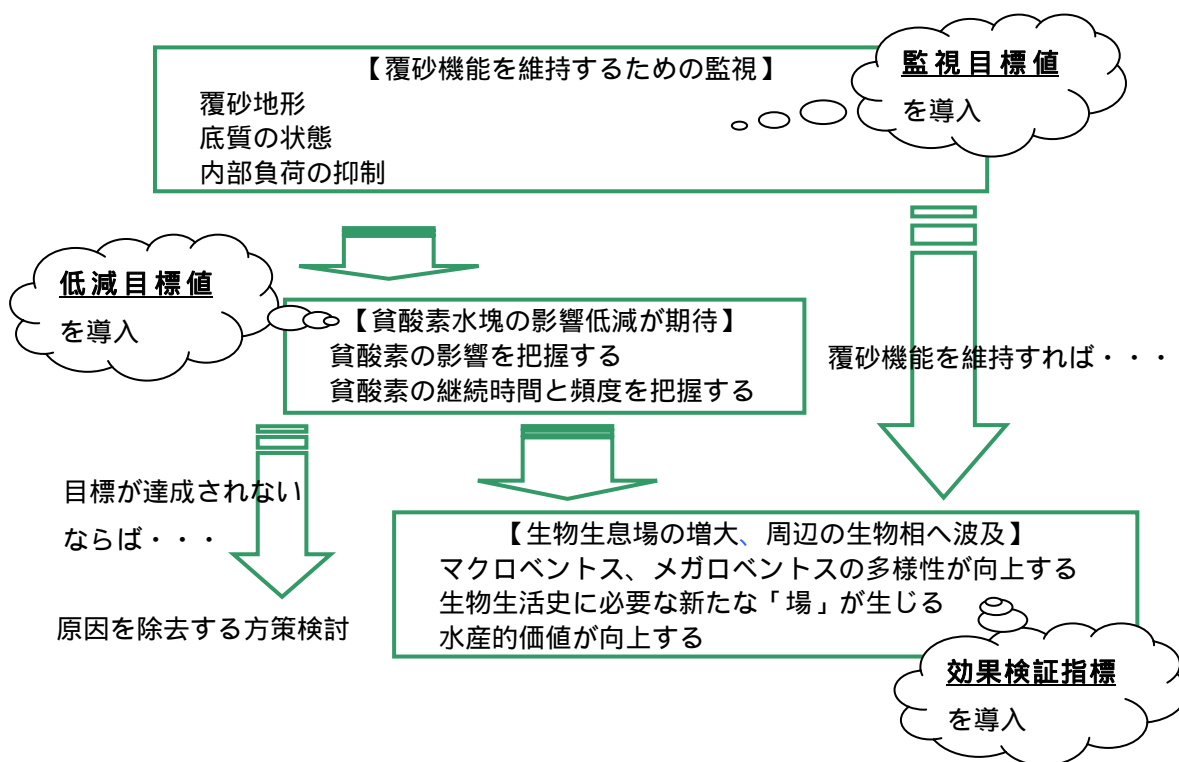 【覆砂機能を維持するための監視】
覆砂地形
底質の状態
内部負荷の抑制
監視目標値
を導入
低減目標値
を導入
【貧酸素水塊の影響低減が期待】
貧酸素の影響を把握する
貧酸素の継続時間と頻度を把握する
覆砂機能を維持すれば・・・
目標が達成されない
ならば・・・
原因を除去する方策検討
【生物生息場の増大、周辺の生物相へ波及】
マクロベントス、メガロベントスの多様性が向上する
生物生活史に必要な新たな「場」が生じる
水産的価値が向上する
効果検証指標
を導入